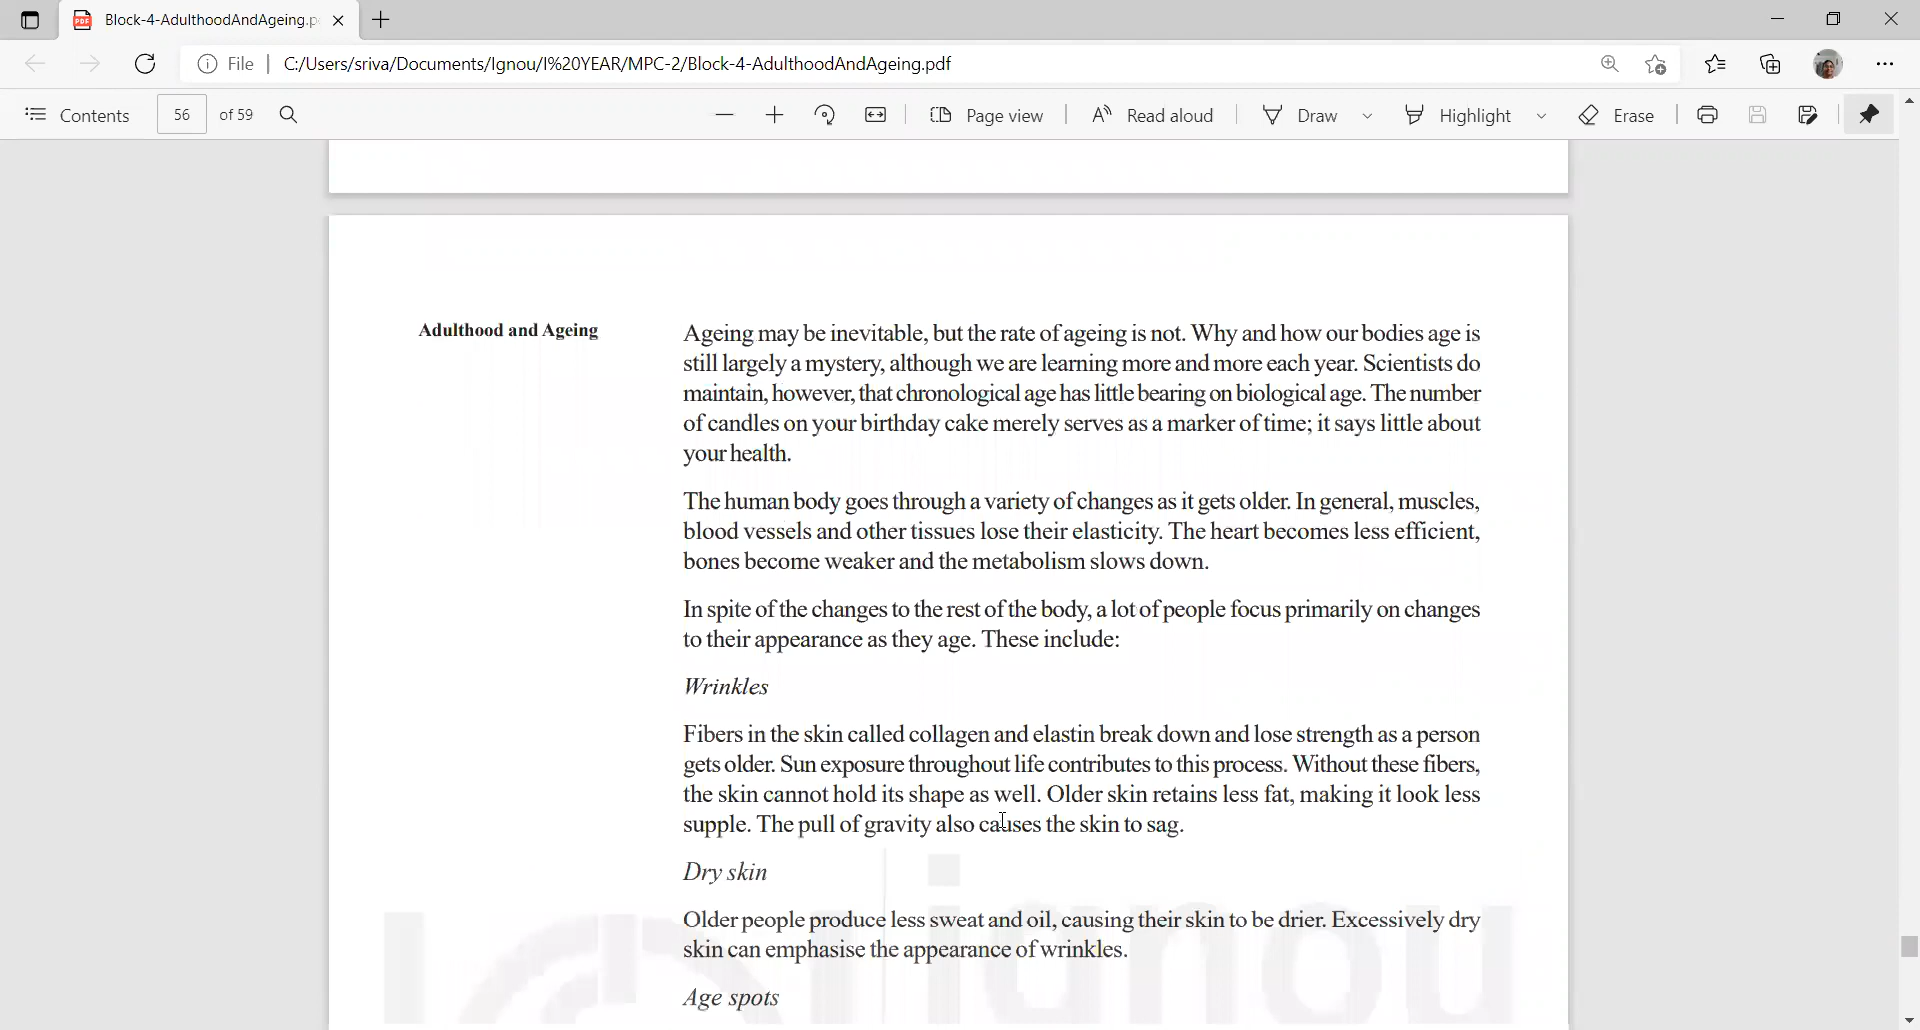 Block-4-AdulthoodAndAgeing.p
File
C:/Users/sriva/Documents/Ignou/I%20YEAR/MPC-2/Block-4-AdulthoodAndAgeing.pdf
Contents 56 of 59 Page view Read aloud Draw Highlight Erase
Adulthood and Ageing
Ageing may be inevitable, but the rate of ageing is not. Why and how our bodies age is
still largely a mystery, although we are learning more and more each year. Scientists do
maintain, however, that chronological age has little bearing on biological age. The number
of candles on your birthday cake merely serves as a marker of time; it says little about
your health.
The human body goes through a variety of changes as it gets older. In general, muscles,
blood vessels and other tissues lose their elasticity. The heart becomes less efficient,
bones become weaker and the metabolism slows down.
In spite of the changes to the rest of the body, a lot of people focus primarily on changes
to their appearance as they age. These include:
Wrinkles
Fibers in the skin called collagen and elastin break down and lose strength as a person
gets older. Sun exposure throughout life contributes to this process. Without these fibers,
the skin cannot hold its shape as well. Older skin retains less fat, making it look less
supple. The pull of gravity also causes the skin to sag.
Dry skin
Older people produce less sweat and oil, causing their skin to be drier. Excessively dry
skin can emphasise the appearance of wrinkles.
Age spots
ignou